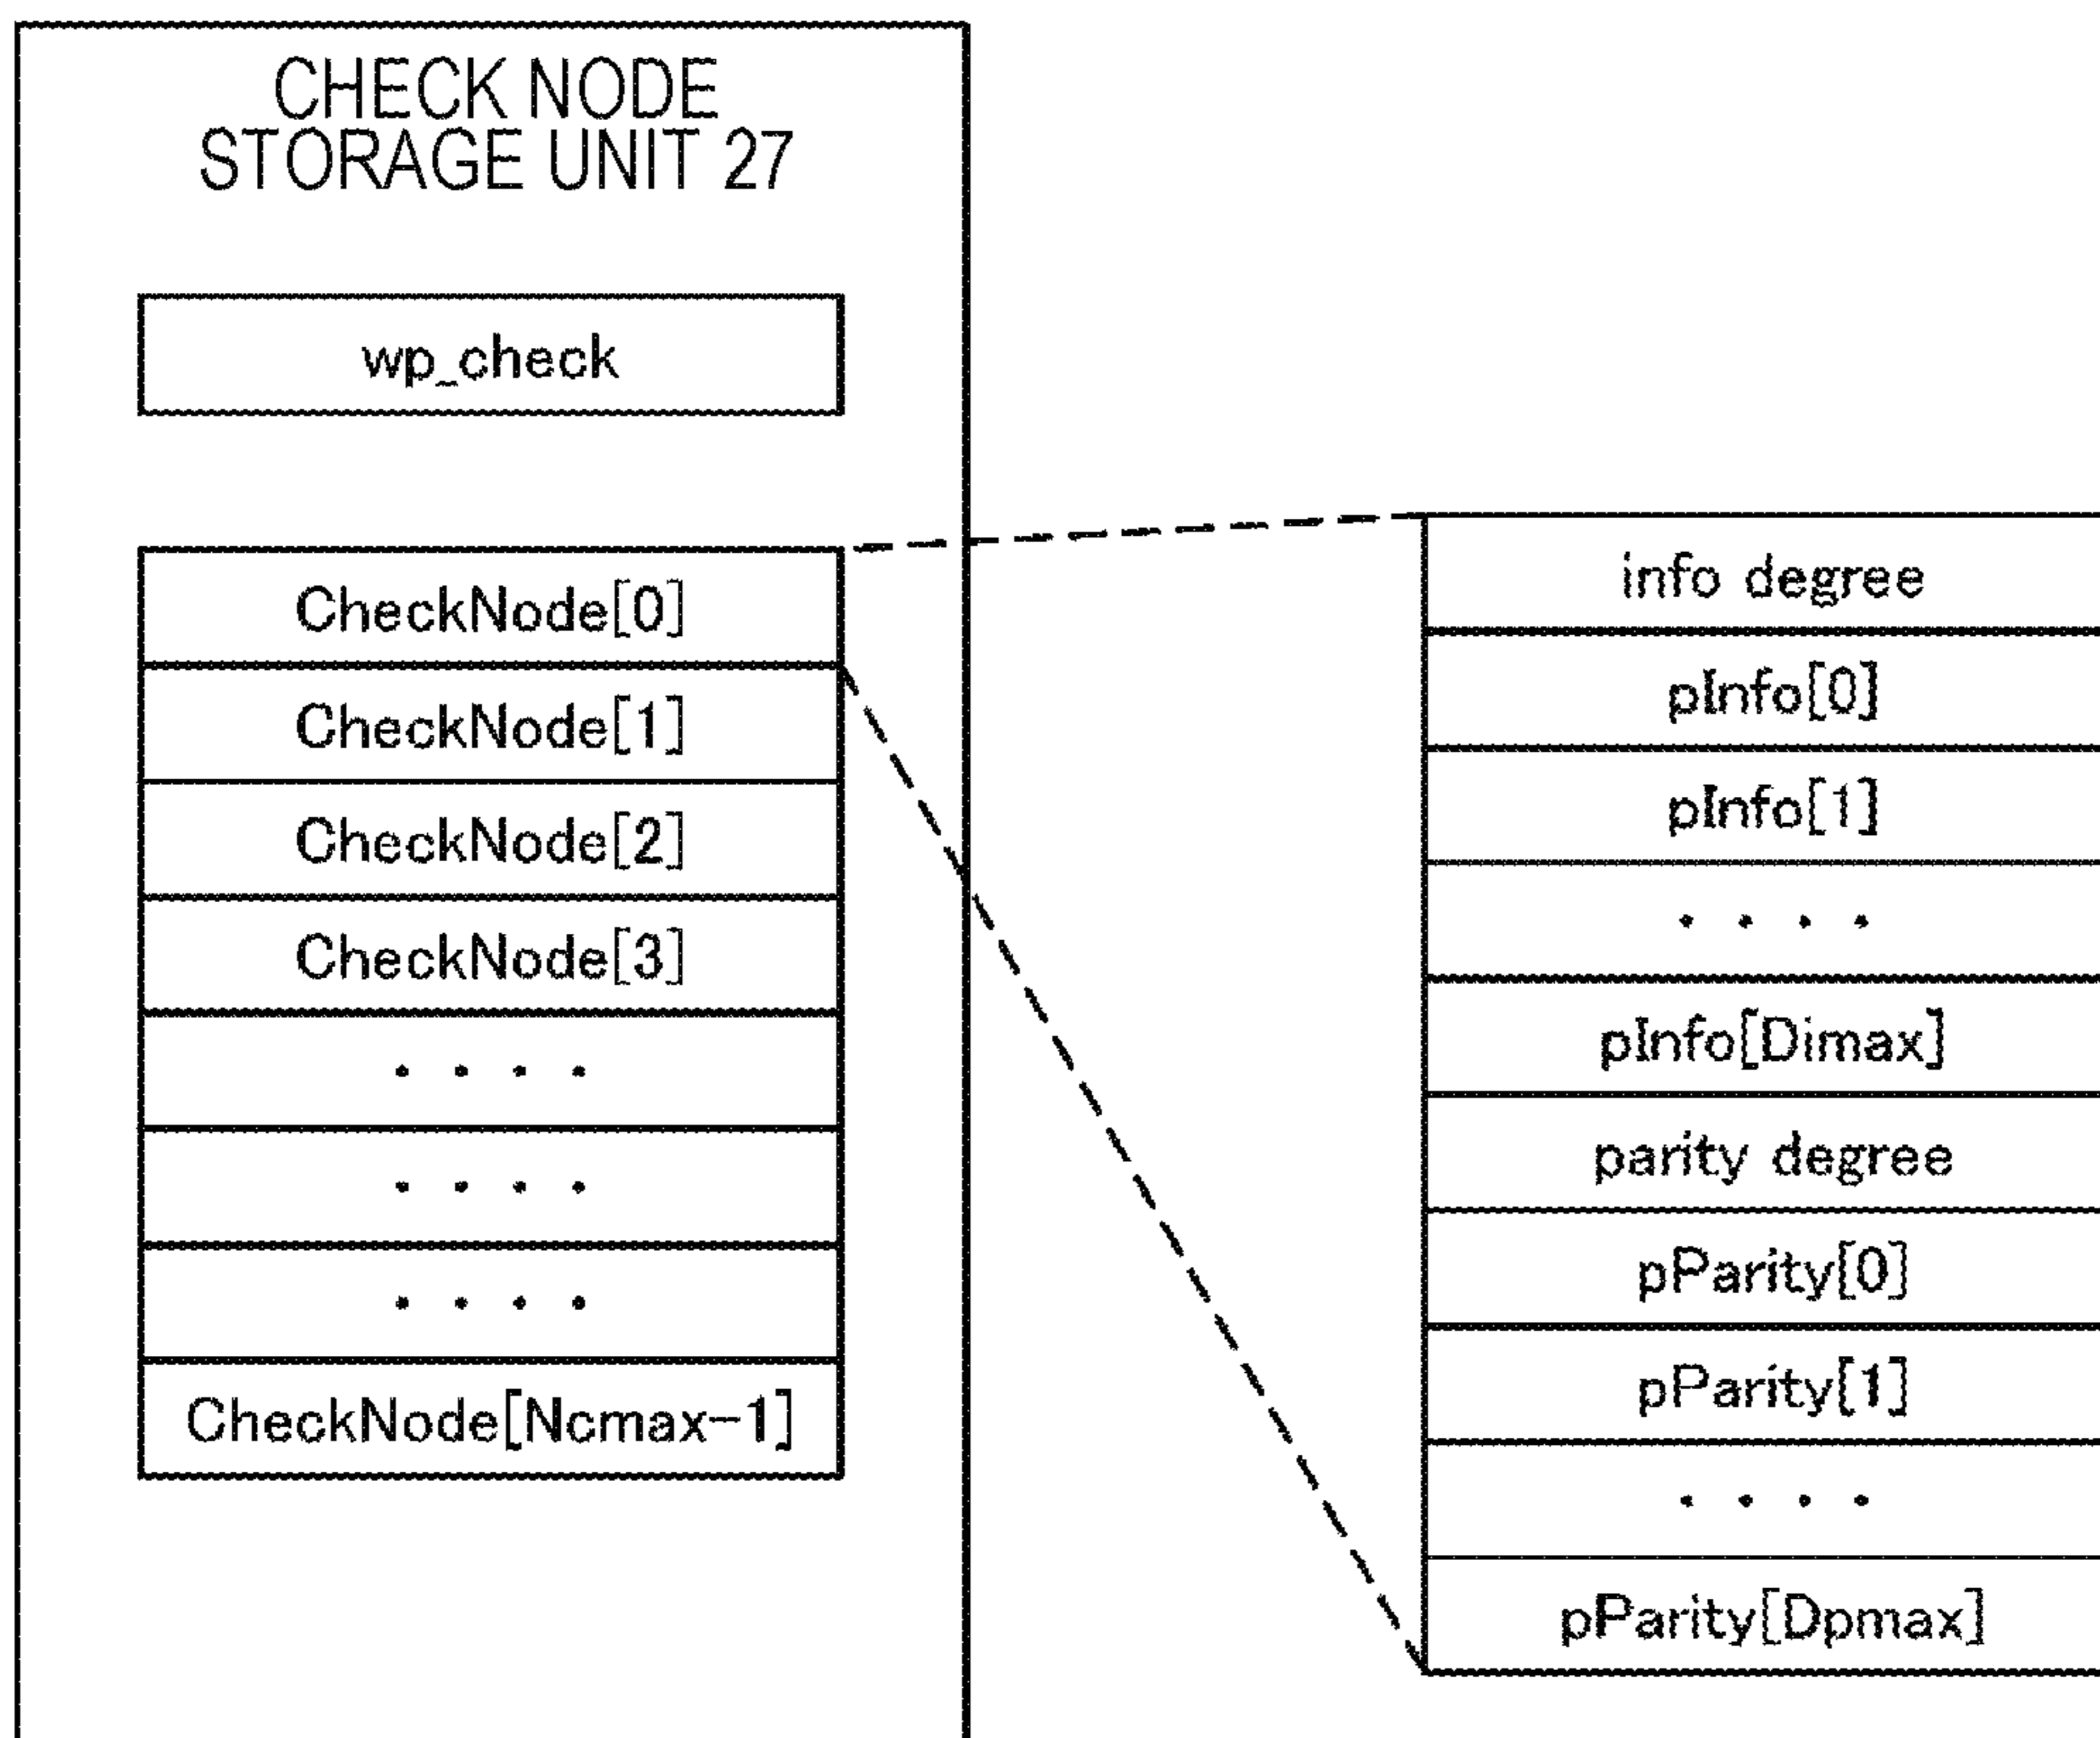 CHECK NODE
STORAGE UNIT 27
wp_check
CheckNode[0]
CheckNode[1]
CheckNode[2]
CheckNode[3]
. . . .
. . . .
. . . .
CheckNode[Ncmax-1]
info degree
pInfo[0]
pInfo[1]
. . . .
pInfo[Dimax]
parity degree
pParity[0]
pParity[1]
. . . .
pParity[Dpmax]